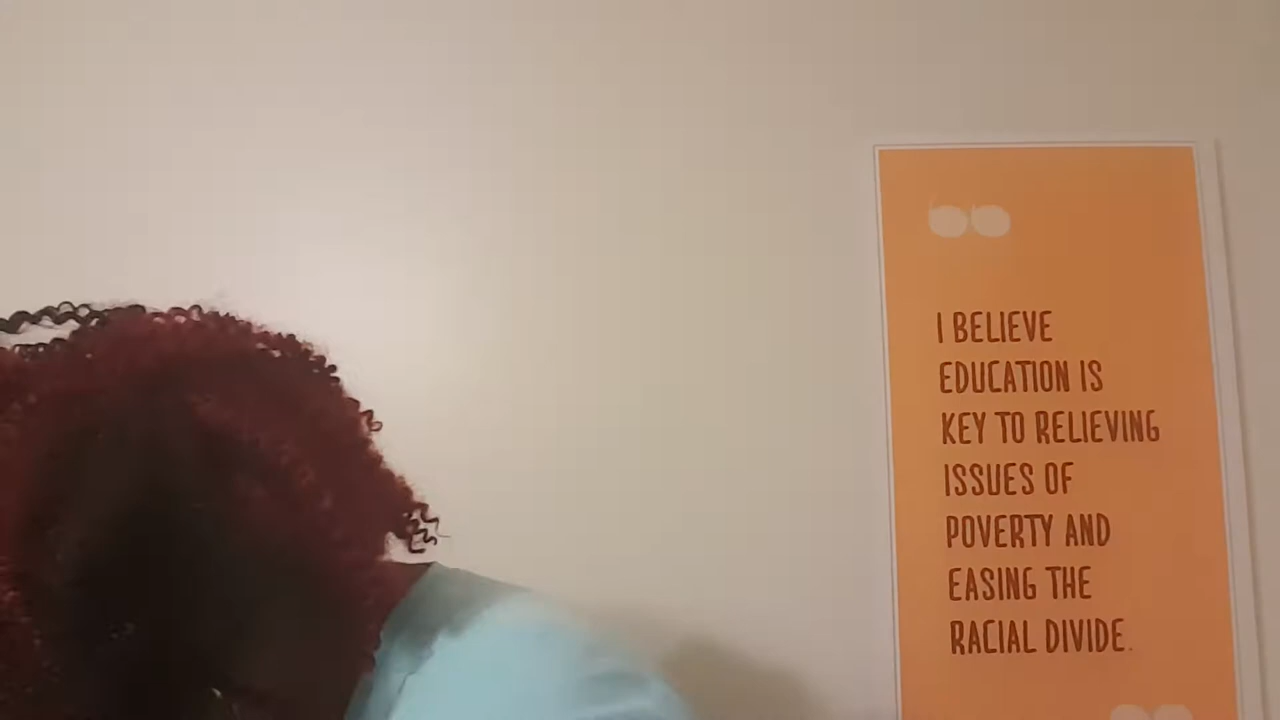 I BELIEVE
EDUCATION IS
KEY TO RELIEVING
ISSUES OF
POVERTY AND
EASING THE
RACIAL DIVIDE.